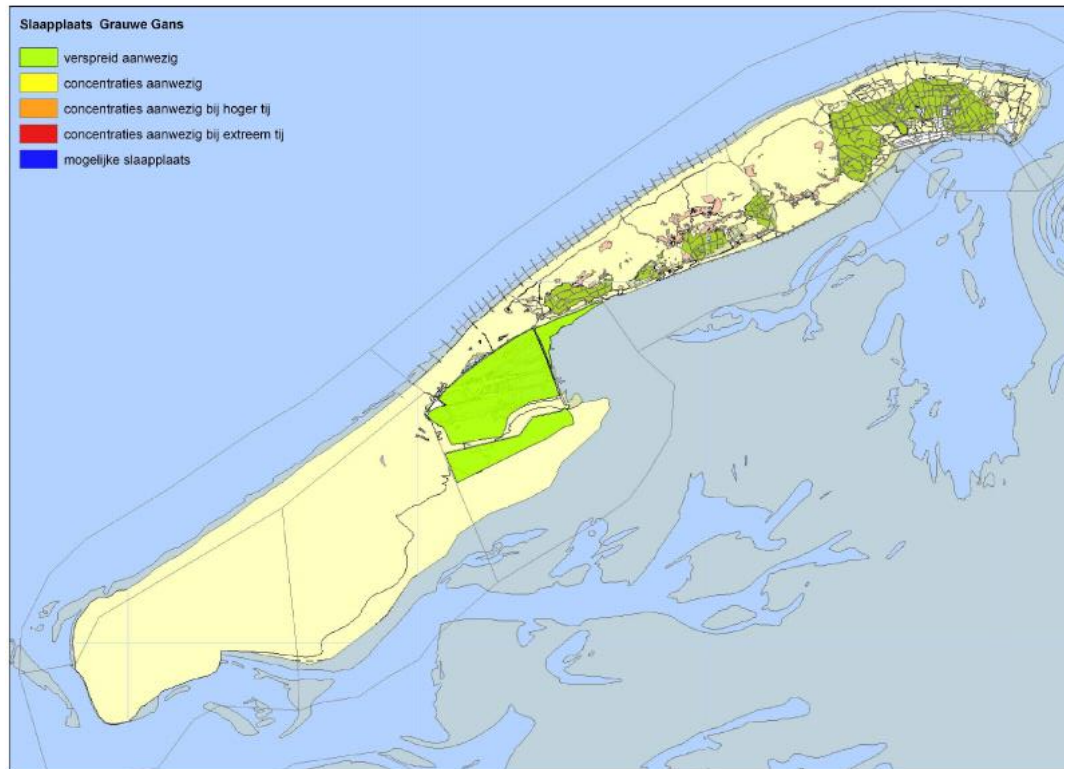 Slaapplaats Grauwe Gans
verspreid aanwezig
concentraties aanwezig
concentraties aanwezig bij hoger tij
concentraties aanwezig bij extreem tij
mogelijke slaapplaats